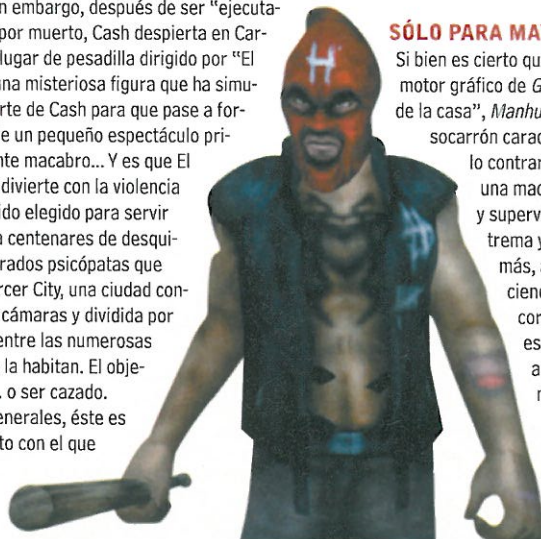 n embargo, después de ser "ejecuta-
por muerto, Cash despierta en Car-
lugar de pesadilla dirigido por "El
na misteriosa figura que ha simu-
rte de Cash para que pase a for-
e un pequeño espectáculo pri-
nte macabro... Y es que El
divierte con la violencia
ido elegido para servir
a centenares de desqui-
rados psicópatas que
rcer City, una ciudad con-
cámaras y dividida por
entre las numerosas
la habitan. El obje-
. o ser cazado.
enerales, éste es
to con el que
H
SÓLO PARA MA
Si bien es cierto qu
motor gráfico de G
de la casa", Manhu
socarrón carac
lo contrar
una mac
y superv
trema y
más,
cien
con
es
a